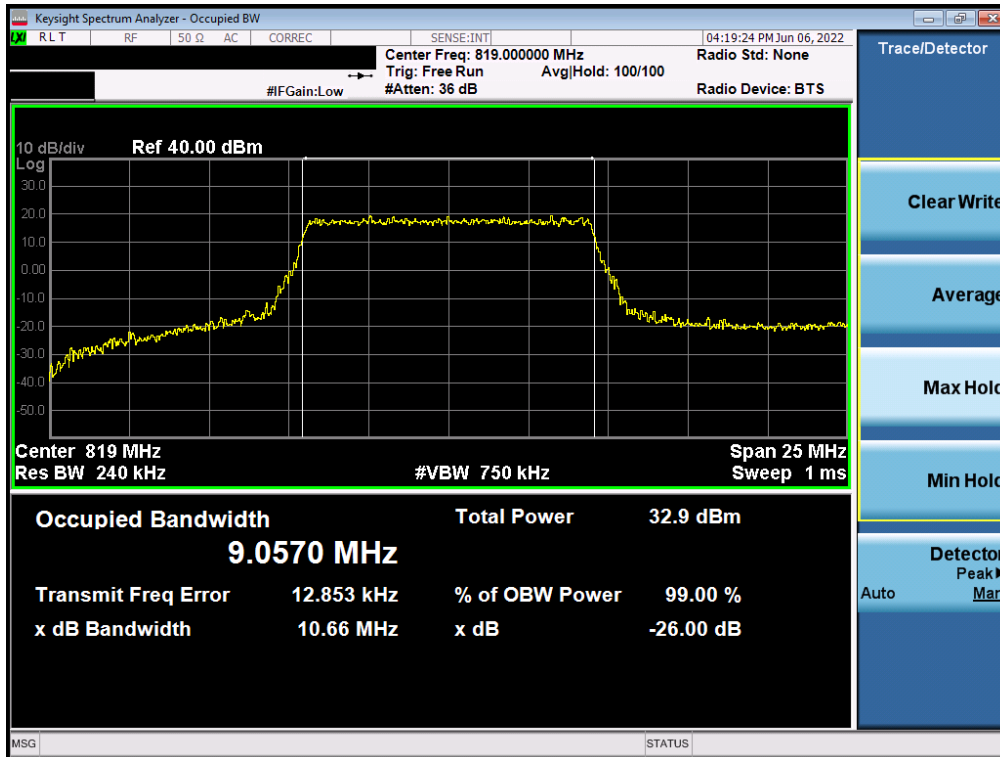 Keysight Spectrum Analyzer - Occupied BW
LXI RLT RF 50 Ω AC CORREC SENSE:INT 04:19:24 PM Jun 06, 2022
Center Freq: 819.000000 MHz Radio Std: None
Trig: Free Run Avg|Hold: 100/100
#IFGain:Low #Atten: 36 dB Radio Device: BTS
10 dB/div Ref 40.00 dBm
Log
30.0
20.0
10.0
0.00
-10.0
-20.0
-30.0
-40.0
-50.0
Center 819 MHz Span 25 MHz
Res BW 240 kHz #VBW 750 kHz Sweep 1 ms
Occupied Bandwidth Total Power 32.9 dBm
9.0570 MHz
Transmit Freq Error 12.853 kHz % of OBW Power 99.00 %
x dB Bandwidth 10.66 MHz x dB -26.00 dB
MSG STATUS
Trace/Detector
Clear Write
Average
Max Hold
Min Hold
Detector
Peak
Auto Man